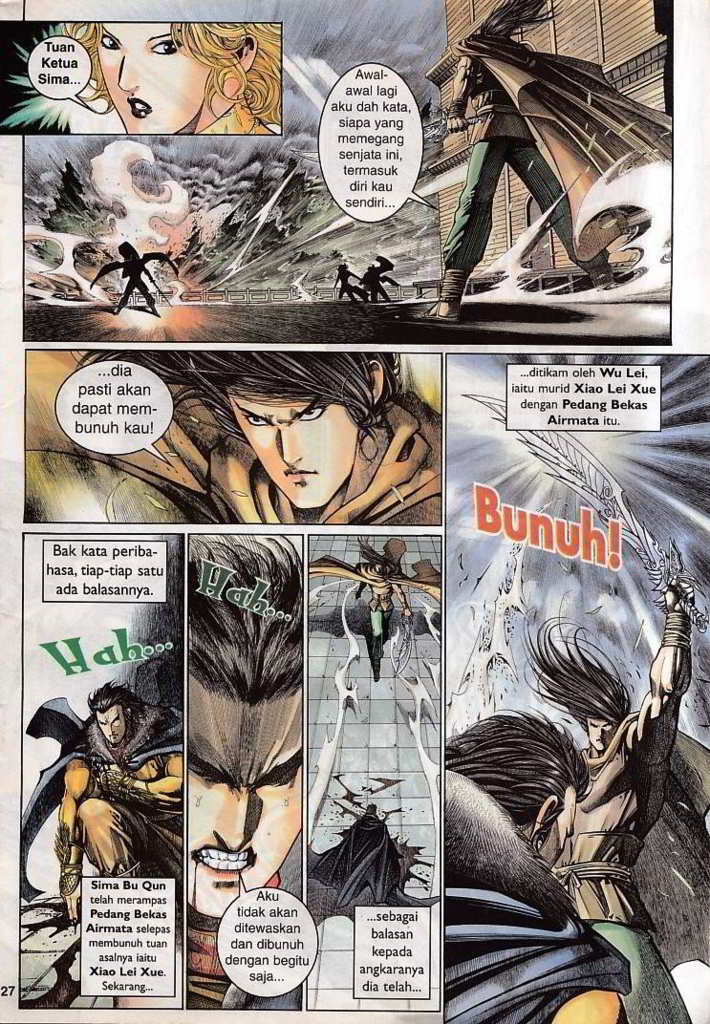 Tuan
Ketua
Sima...
Awal-
awal lagi
aku dah kata,
siapa yang
memegang
senjata ini,
termasuk
diri kau
sendiri...
...dia
pasti akan
dapat mem-
bunuh kau!
...ditikam oleh Wu Lei,
iaitu murid Xiao Lei Xue
dengan Pedang Bekas
Airmata itu.
Bunuh!
Bak kata periba-
hasa, tiap-tiap satu
ada balasannya.
Hah...
Hah...
Sima Bu Qun
telah merampas
Pedang Bekas
Airmata selepas
membunuh tuan
asalnya iaitu
Xiao Lei Xue.
Sekarang...
Aku
tidak akan
ditewaskan
dan dibunuh
dengan begitu
saja...
...sebagai
balasan
kepada
angkaranya
dia telah...
27